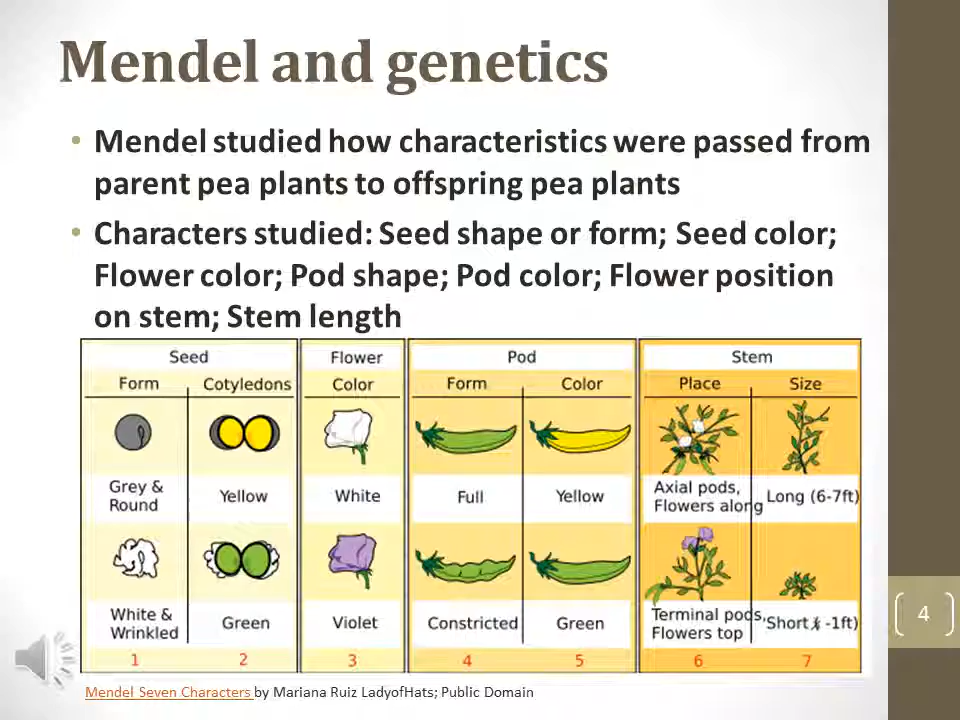 Mendel and genetics
• Mendel studied how characteristics were passed from
parent pea plants to offspring pea plants
• Characters studied: Seed shape or form; Seed color;
Flower color; Pod shape; Pod color; Flower position
on stem; Stem length
Seed Flower Pod Stem
Form Cotyledons Color Form Color Place Size
Grey &
Round
Yellow
White
Full
Yellow
Axial pods,
Flowers along
Long (6-7ft)
White &
Wrinkled
Green
Violet
Constricted
Green
Terminal pods,
Flowers top
Short -1ft)
1 2 3 4 5 6 7
4
Mendel Seven Characters by Mariana Ruiz LadyofHats; Public Domain